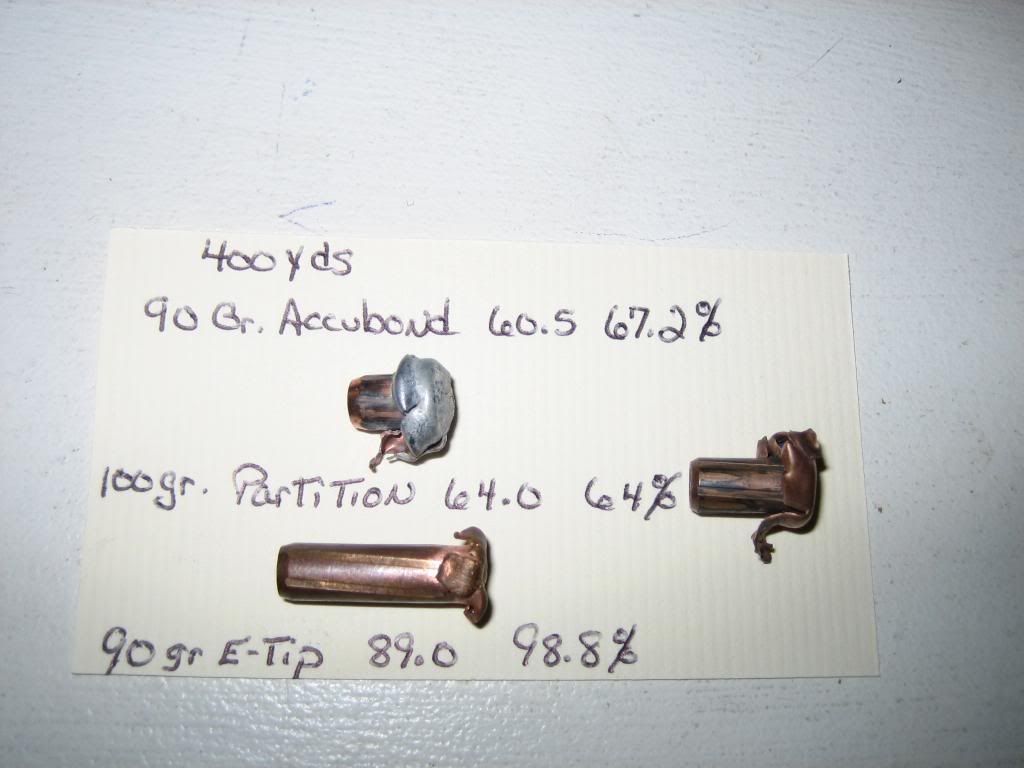 400 yds
90 Gr. Accubond 60.5 67.2%
100gr. Partition 64.0 64%
90gr E-Tip 89.0 98.8%